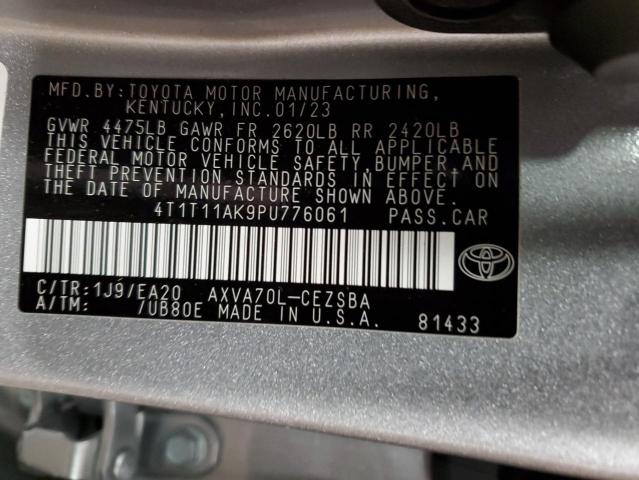 MFD.BY:TOYOTA MOTOR MANUFACTURING,
KENTUCKY, INC.01/23
GVWR 4475LB GAWR FR 2620LB RR 2420LB
THIS VEHICLE CONFORMS TO ALL APPLICABLE
FEDERAL MOTOR VEHICLE SAFETY, BUMPER, AND
THEFT PREVENTION STANDARDS IN EFFECT ON
THE DATE OF MANUFACTURE SHOWN ABOVE.
4T1T11AK9PU776061 PASS.CAR
C/TR:1J9/EA20 AXVA70L-CEZSBA
A/TM: /UB80E MADE IN U.S.A. 81433